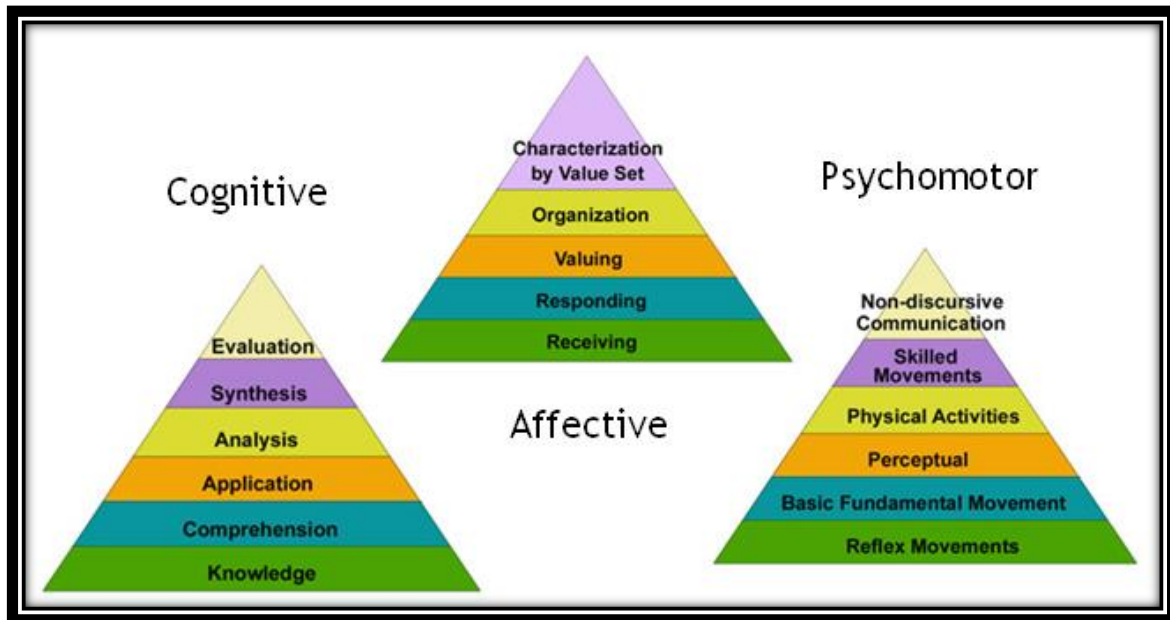 Cognitive
Evaluation
Synthesis
Analysis
Application
Comprehension
Knowledge
Characterization
by Value Set
Organization
Valuing
Responding
Receiving
Affective
Psychomotor
Non-discursive
Communication
Skilled
Movements
Physical Activities
Perceptual
Basic Fundamental Movement
Reflex Movements